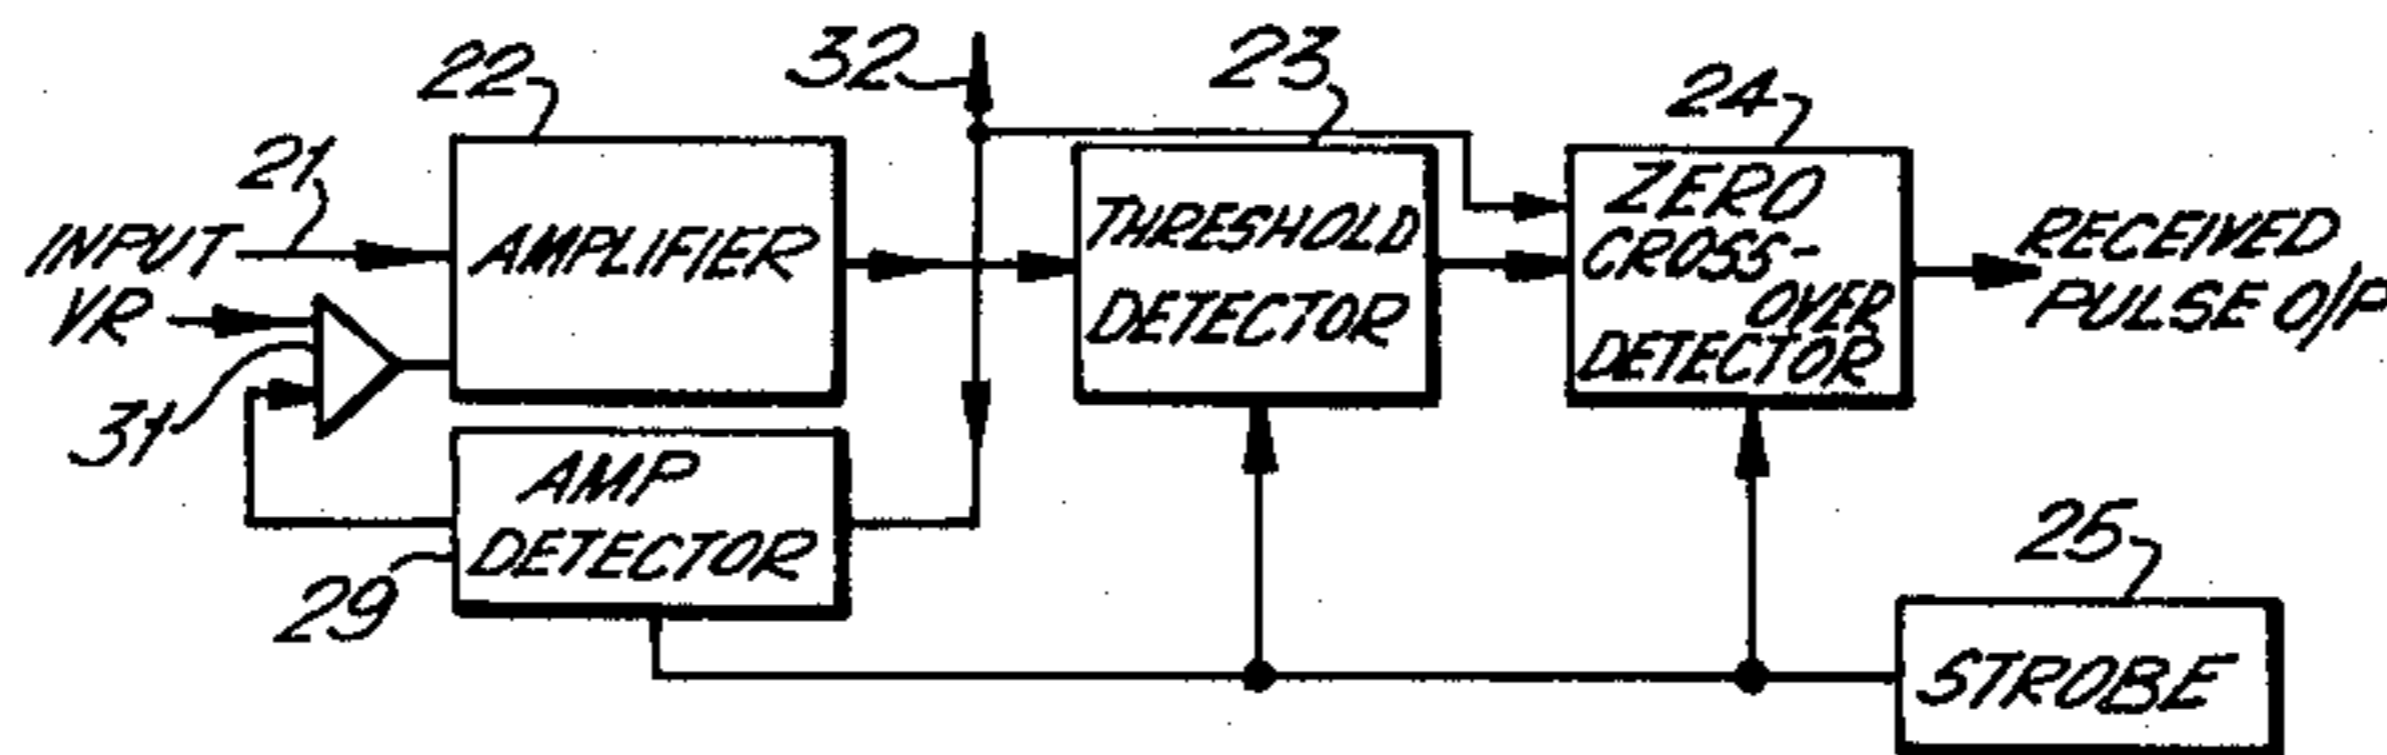 22
32
23
24
21
INPUT
AMPLIFIER
VR
31
THRESHOLD
DETECTOR
ZERO
CROSS-
OVER
DETECTOR
RECEIVED
PULSE O/P
AMP
DETECTOR
29
25
STROBE